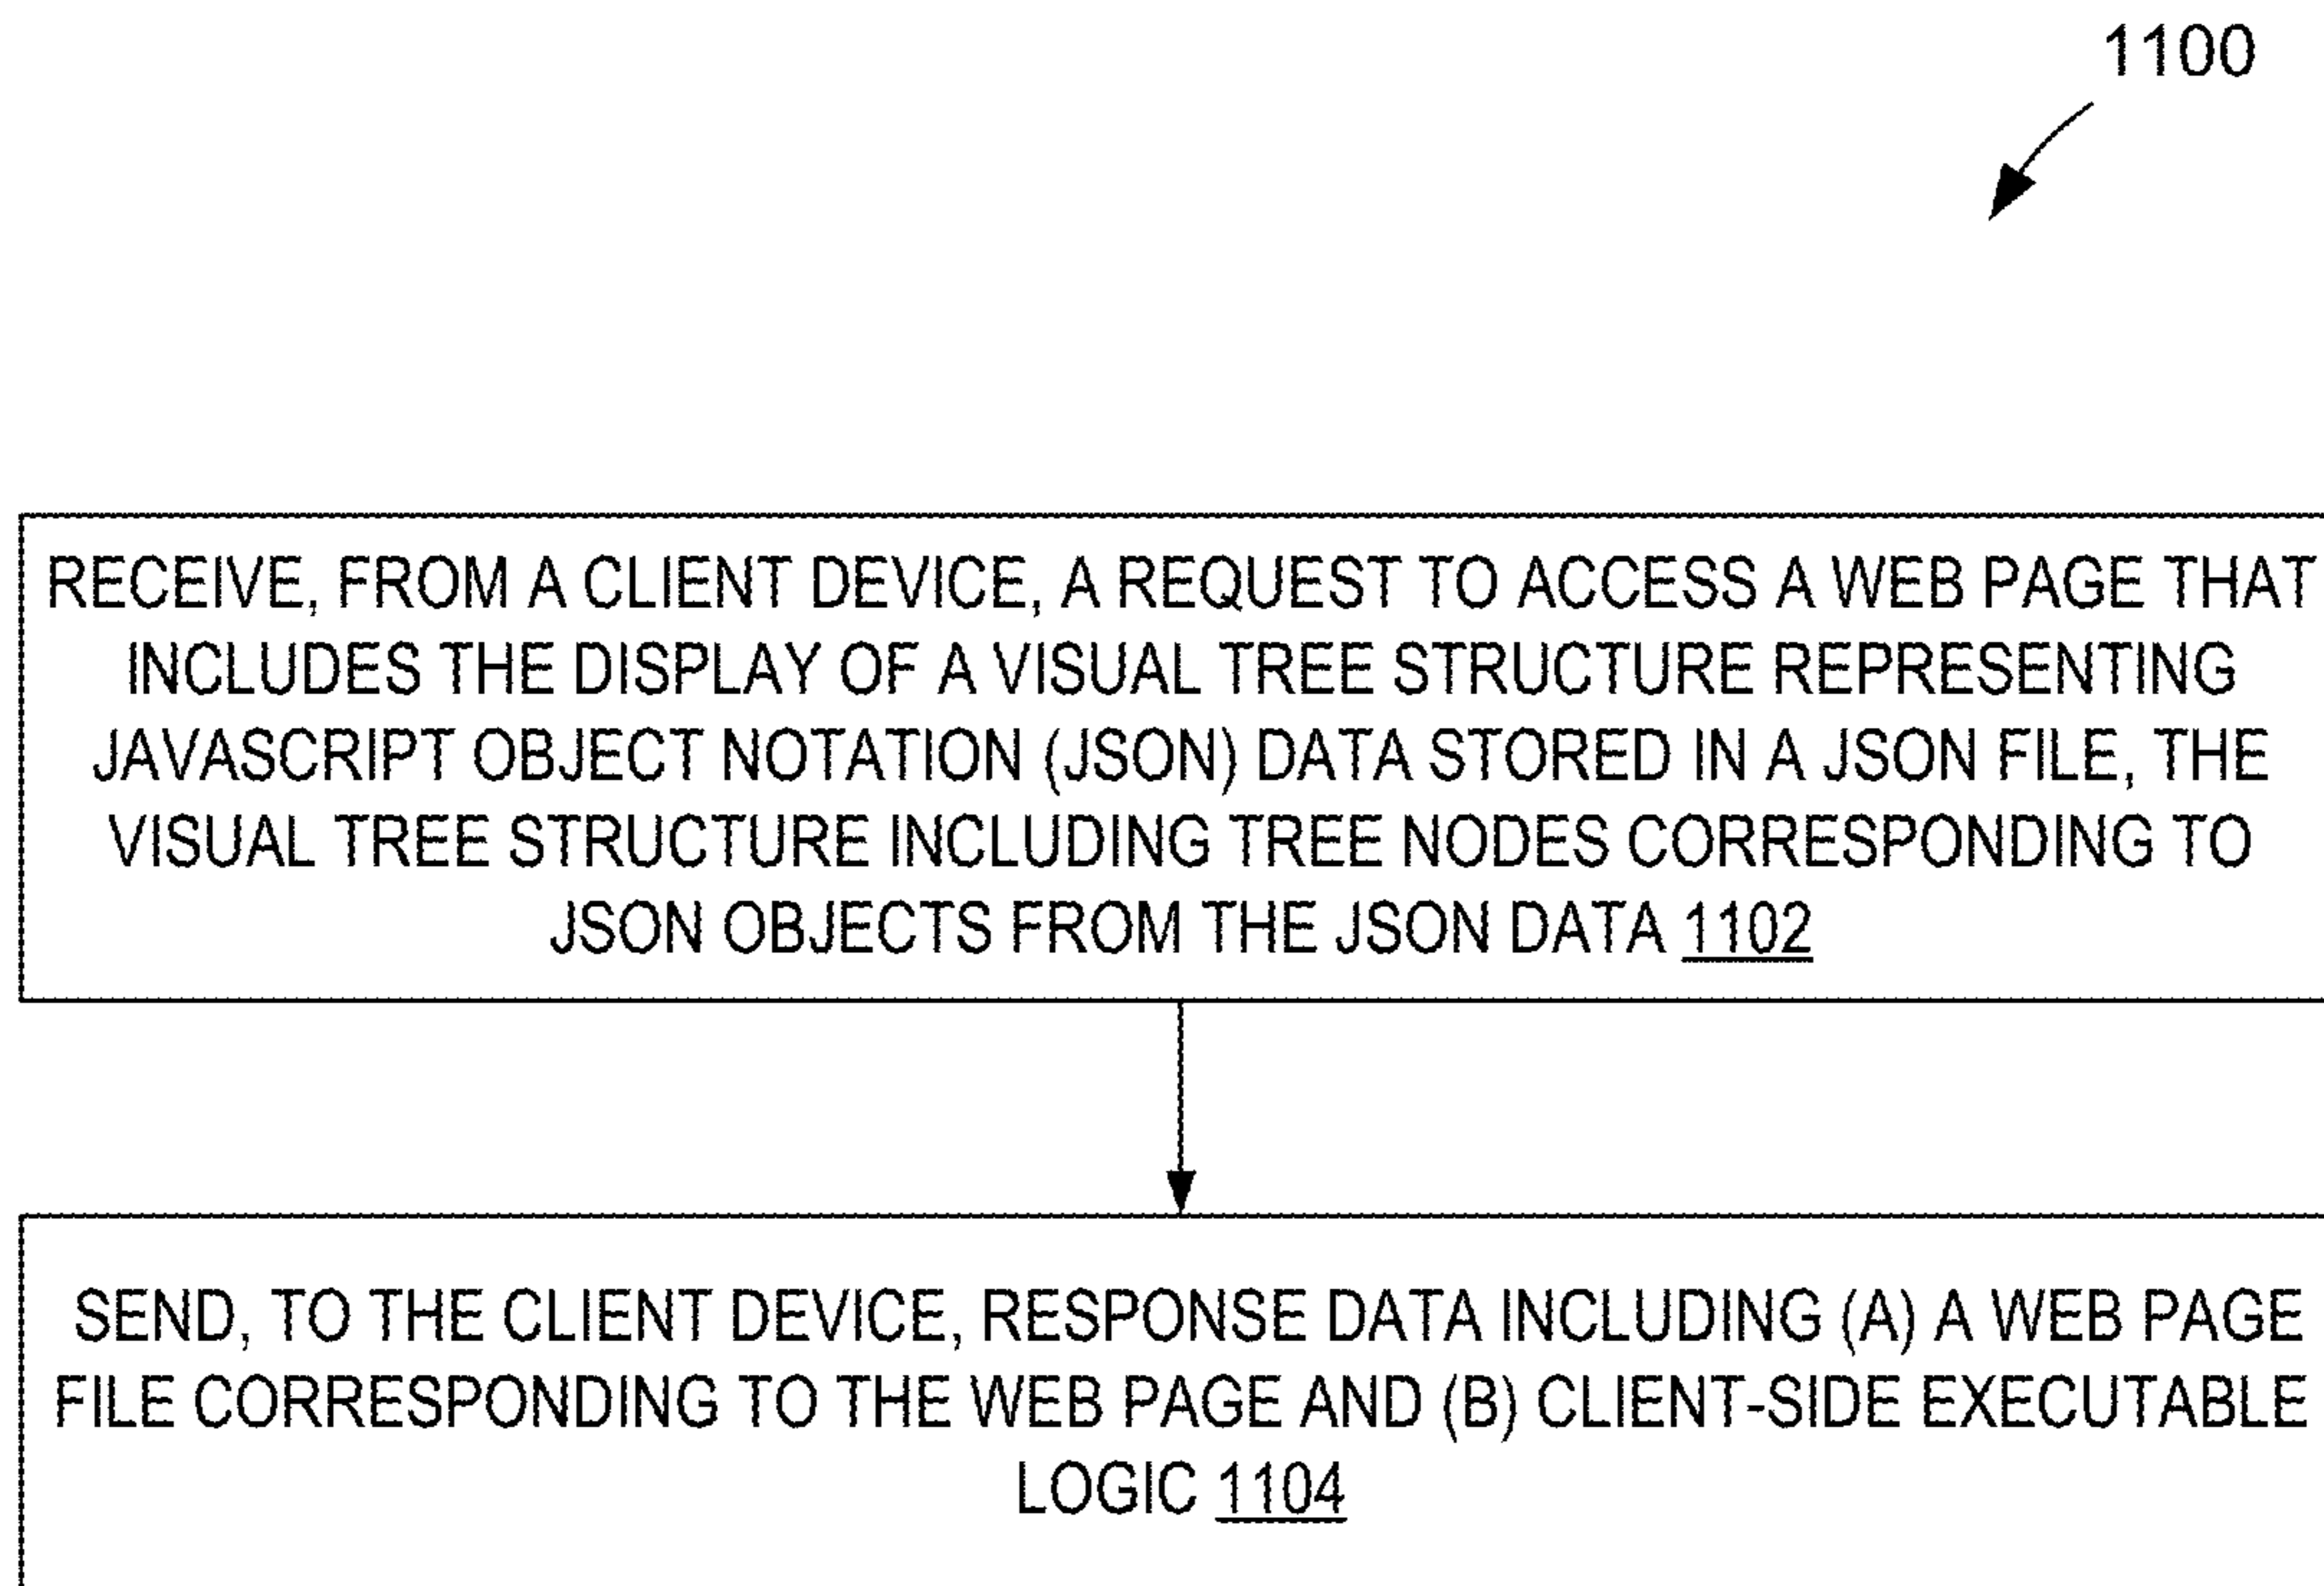 1100
RECEIVE, FROM A CLIENT DEVICE, A REQUEST TO ACCESS A WEB PAGE THAT
INCLUDES THE DISPLAY OF A VISUAL TREE STRUCTURE REPRESENTING
JAVASCRIPT OBJECT NOTATION (JSON) DATA STORED IN A JSON FILE, THE
VISUAL TREE STRUCTURE INCLUDING TREE NODES CORRESPONDING TO
JSON OBJECTS FROM THE JSON DATA 1102
SEND, TO THE CLIENT DEVICE, RESPONSE DATA INCLUDING (A) A WEB PAGE
FILE CORRESPONDING TO THE WEB PAGE AND (B) CLIENT-SIDE EXECUTABLE
LOGIC 1104